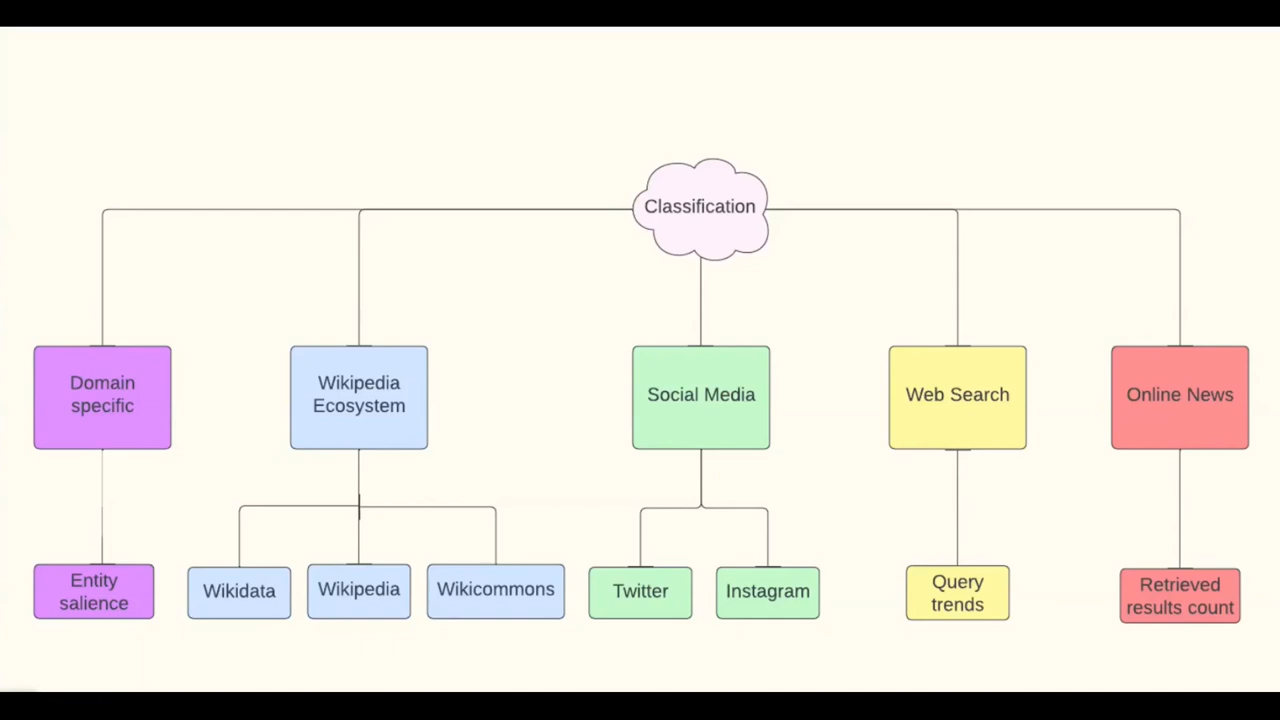 Classification
Domain
specific
Wikipedia
Ecosystem
Social Media
Web Search
Online News
Entity
salience
Wikidata
Wikipedia
Wikicommons
Twitter
Instagram
Query
trends
Retrieved
results count